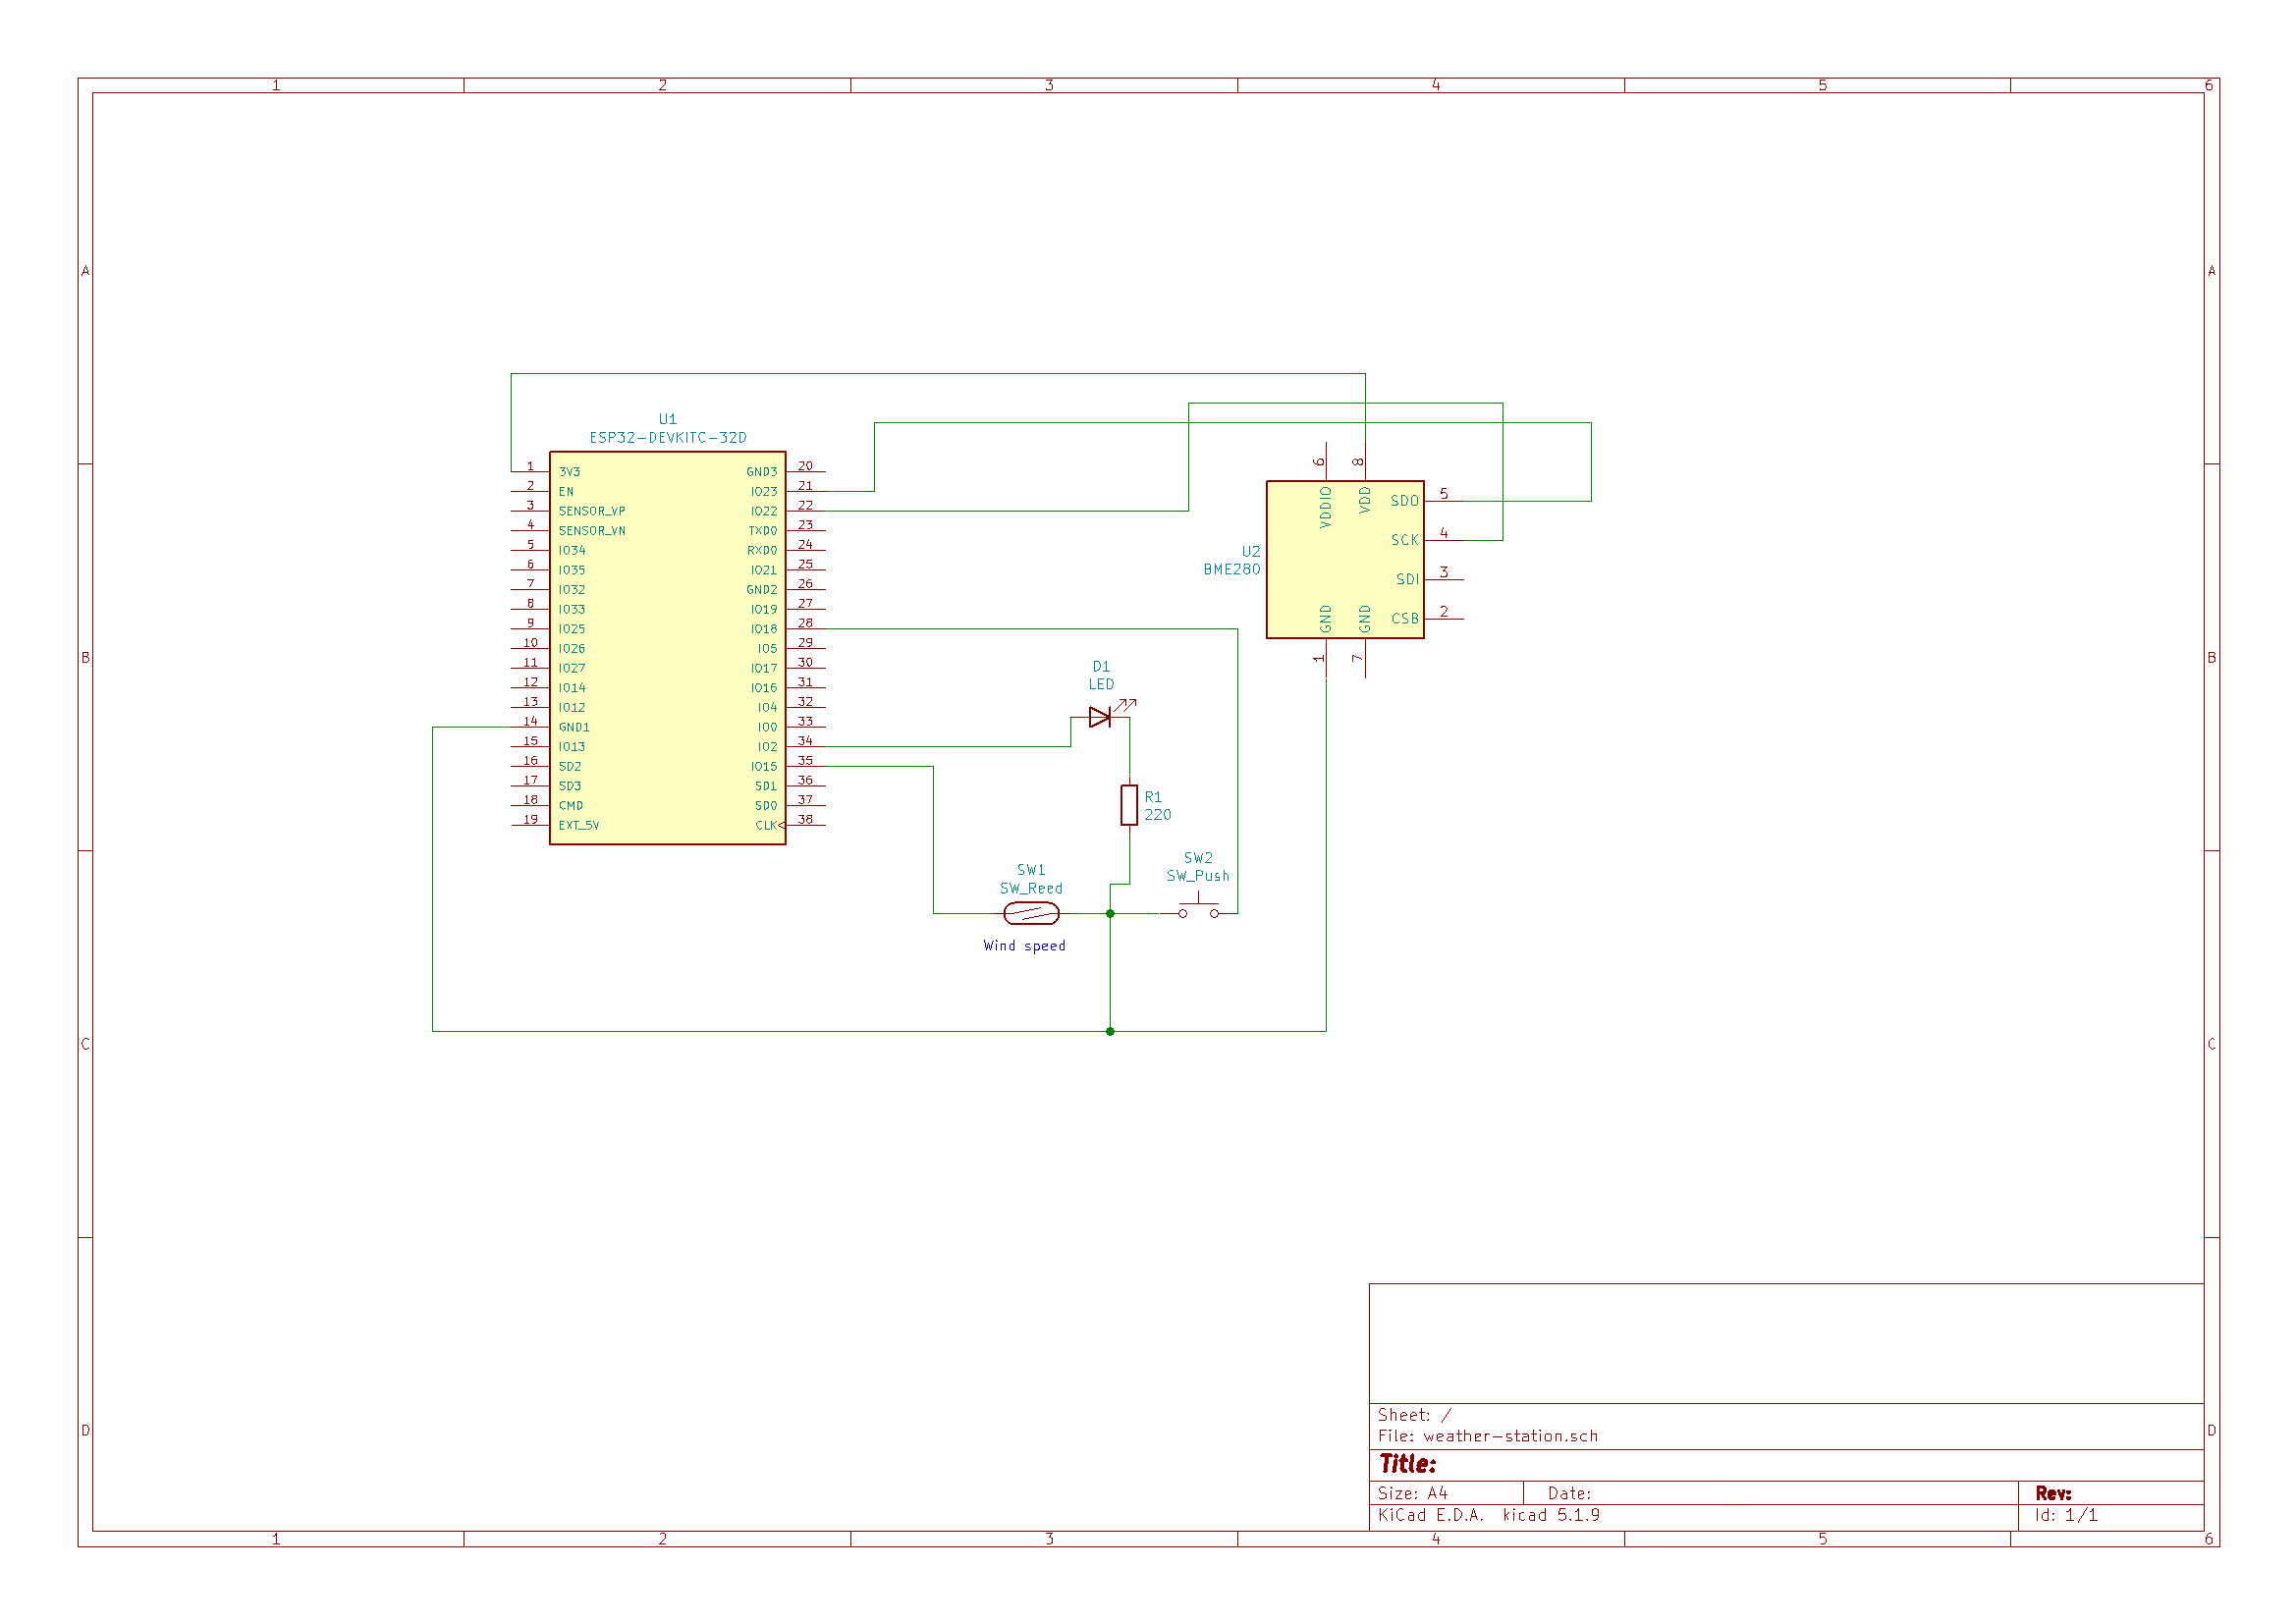 1 2 3 4 5 6
A A
U1
ESP32-DEVKITC-32D
1 3V3 GND3 20
2 EN IO23 21
3 SENSOR_VP IO22 22
4 SENSOR_VN TXD0 23
5 IO34 RXD0 24
6 IO35 IO21 25
7 IO32 GND2 26
8 IO33 IO19 27
9 IO25 IO18 28
10 IO26 IO5 29
11 IO27 IO17 30
12 IO14 IO16 31
13 IO12 IO4 32
14 GND1 IO0 33
15 IO13 IO2 34
16 SD2 IO15 35
17 SD3 SD1 36
18 CMD SD0 37
19 EXT_5V CLK 38
6 8
VDDIO VDD
SDO 5
SCK 4
SDI 3
CSB 2
U2
BME280
GND GND
1 7
B B
D1
LED
R1
220
SW1
SW_Reed
Wind speed
SW2
SW_Push
C C
D D
Sheet: /
File: weather-station.sch
Title:
Size: A4 Date: Rev:
KiCad E.D.A. kicad 5.1.9 Id: 1/1
1 2 3 4 5 6